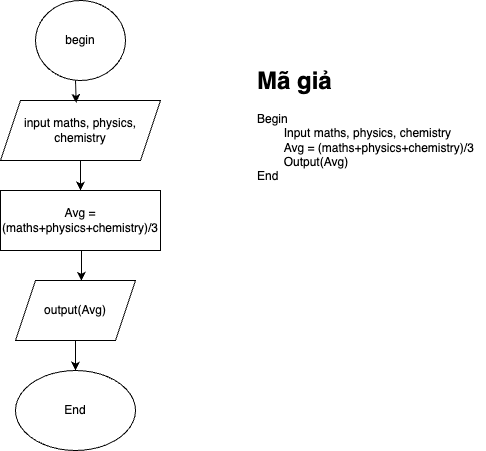 begin
input maths, physics,
chemistry
Avg =
(maths+physics+chemistry)/3
output(Avg)
End
Mã giả
Begin
Input maths, physics, chemistry
Avg = (maths+physics+chemistry)/3
Output(Avg)
End